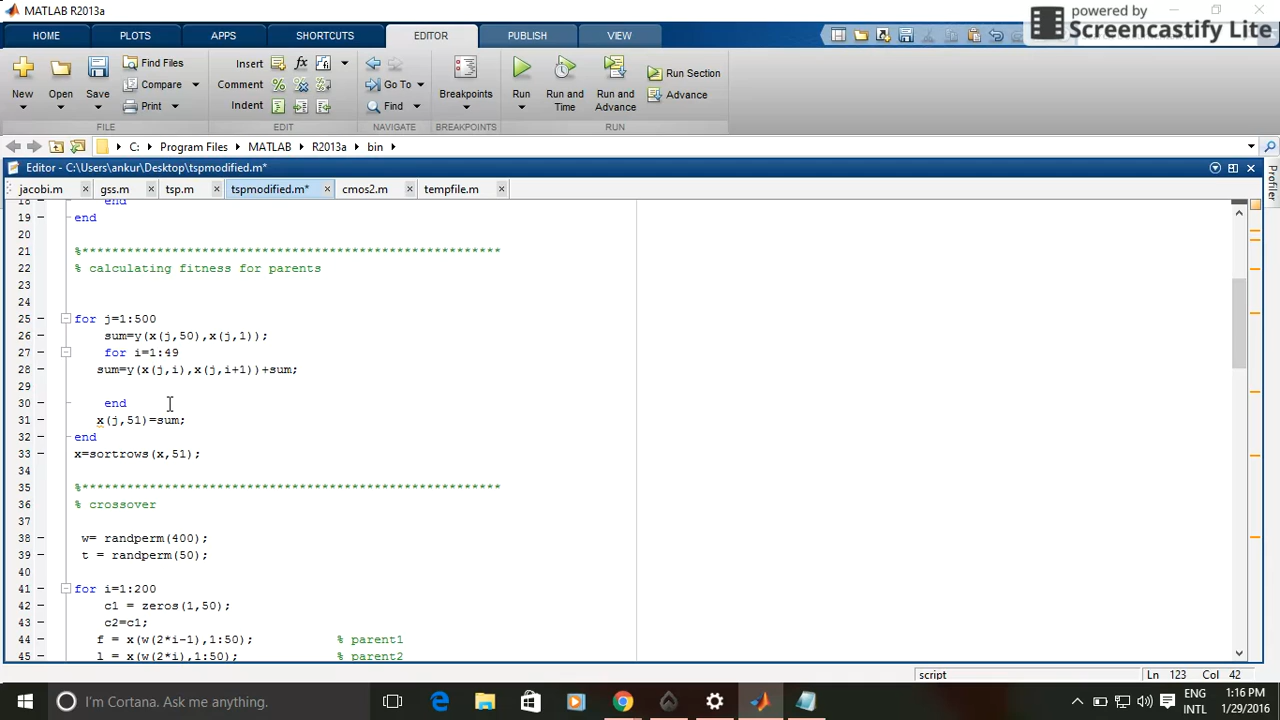 MATLAB R2013a
powered by
Screencastify Lite
HOME PLOTS APPS SHORTCUTS EDITOR PUBLISH VIEW
Find Files Insert fx Run Section
Compare Comment % Go To Advance
New Open Save Print Indent Find Breakpoints Run Run and Time Run and Advance
FILE EDIT NAVIGATE BREAKPOINTS RUN
C: Program Files MATLAB R2013a bin
Editor - C:\Users\ankur\Desktop\tspmodified.m*
jacobi.m gss.m tsp.m tspmodified.m* cmos2.m tempfile.m
Profiler
18 end
19 end
20
21 %*********************************************************
22 % calculating fitness for parents
23
24
25 for j=1:500
26 sum=y(x(j,50),x(j,1));
27 for i=1:49
28 sum=y(x(j,i),x(j,i+1))+sum;
29
30 end
31 x(j,51)=sum;
32 end
33 x=sortrows(x,51);
34
35 %*********************************************************
36 % crossover
37
38 w= randperm(400);
39 t = randperm(50);
40
41 for i=1:200
42 c1 = zeros(1,50);
43 c2=c1;
44 f = x(w(2*i-1),1:50); % parent1
45 l = x(w(2*i),1:50); % parent2
script Ln 123 Col 42
I'm Cortana. Ask me anything.
ENG
INTL
1:16 PM
1/29/2016